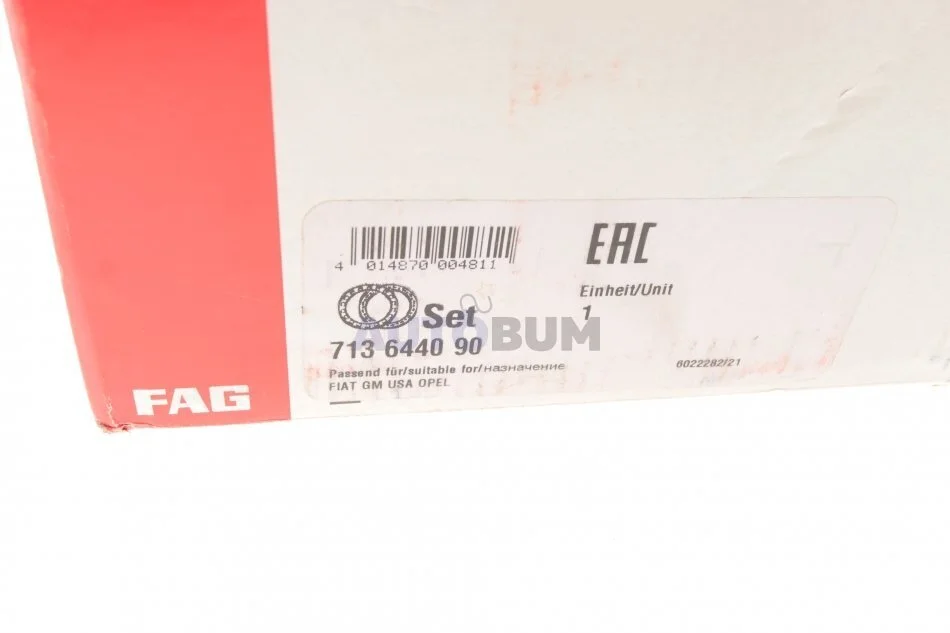 EAC
4 014870 004811
Einheit/Unit
Set
1
AUTOBUM
713 6440 90
Passend für/suitable for/назначение
6022282/21
FIAT GM USA OPEL
FAG